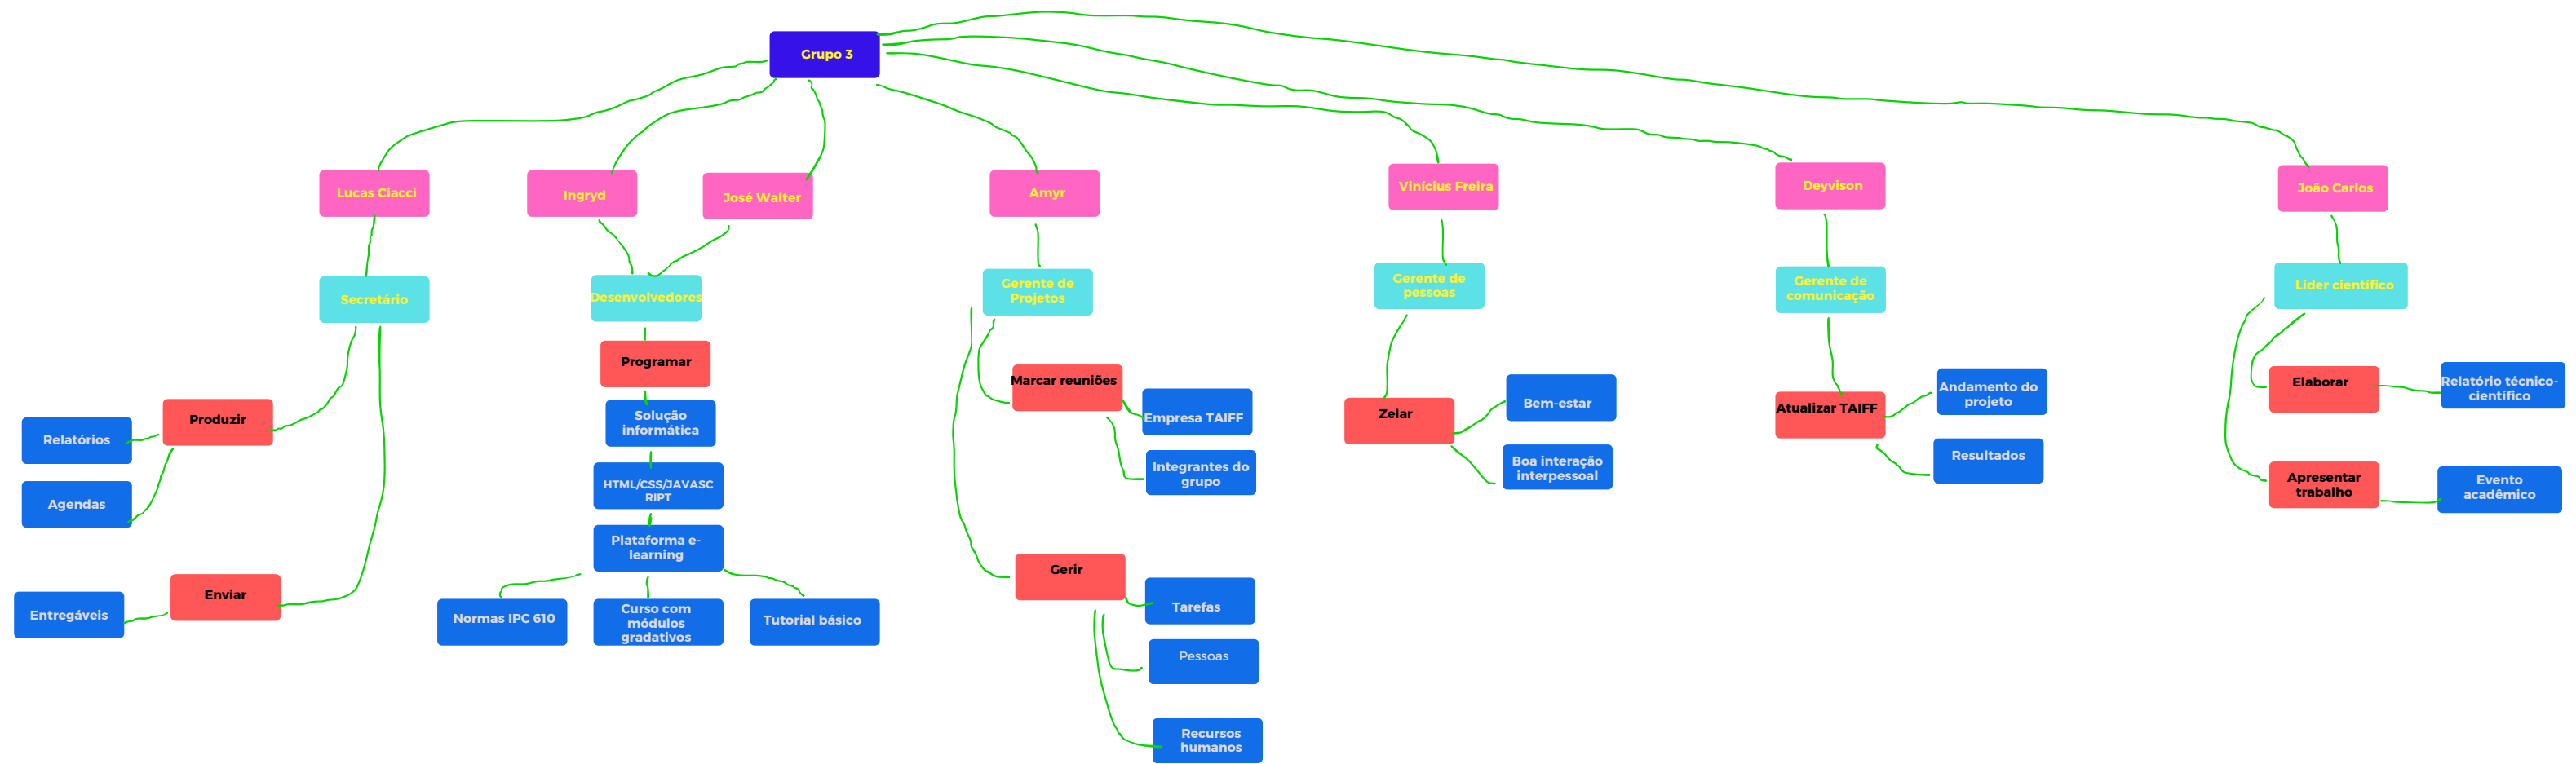 Grupo 3
Lucas Ciacci
Ingryd
José Walter
Amyr
Vinícius Freira
Deyvison
João Carlos
Secretário
Desenvolvedores
Gerente de
Projetos
Gerente de
pessoas
Gerente de
comunicação
Líder científico
Produzir
Relatórios
Agendas
Enviar
Entregáveis
Programar
Solução
informática
HTML/CSS/JAVASC
RIPT
Plataforma e-
learning
Normas IPC 610
Curso com
módulos
gradativos
Tutorial básico
Marcar reuniões
Empresa TAIFF
Integrantes do
grupo
Gerir
Tarefas
Pessoas
Recursos
humanos
Zelar
Bem-estar
Boa interação
interpessoal
Atualizar TAIFF
Andamento do
projeto
Resultados
Elaborar
Relatório técnico-
científico
Apresentar
trabalho
Evento
acadêmico